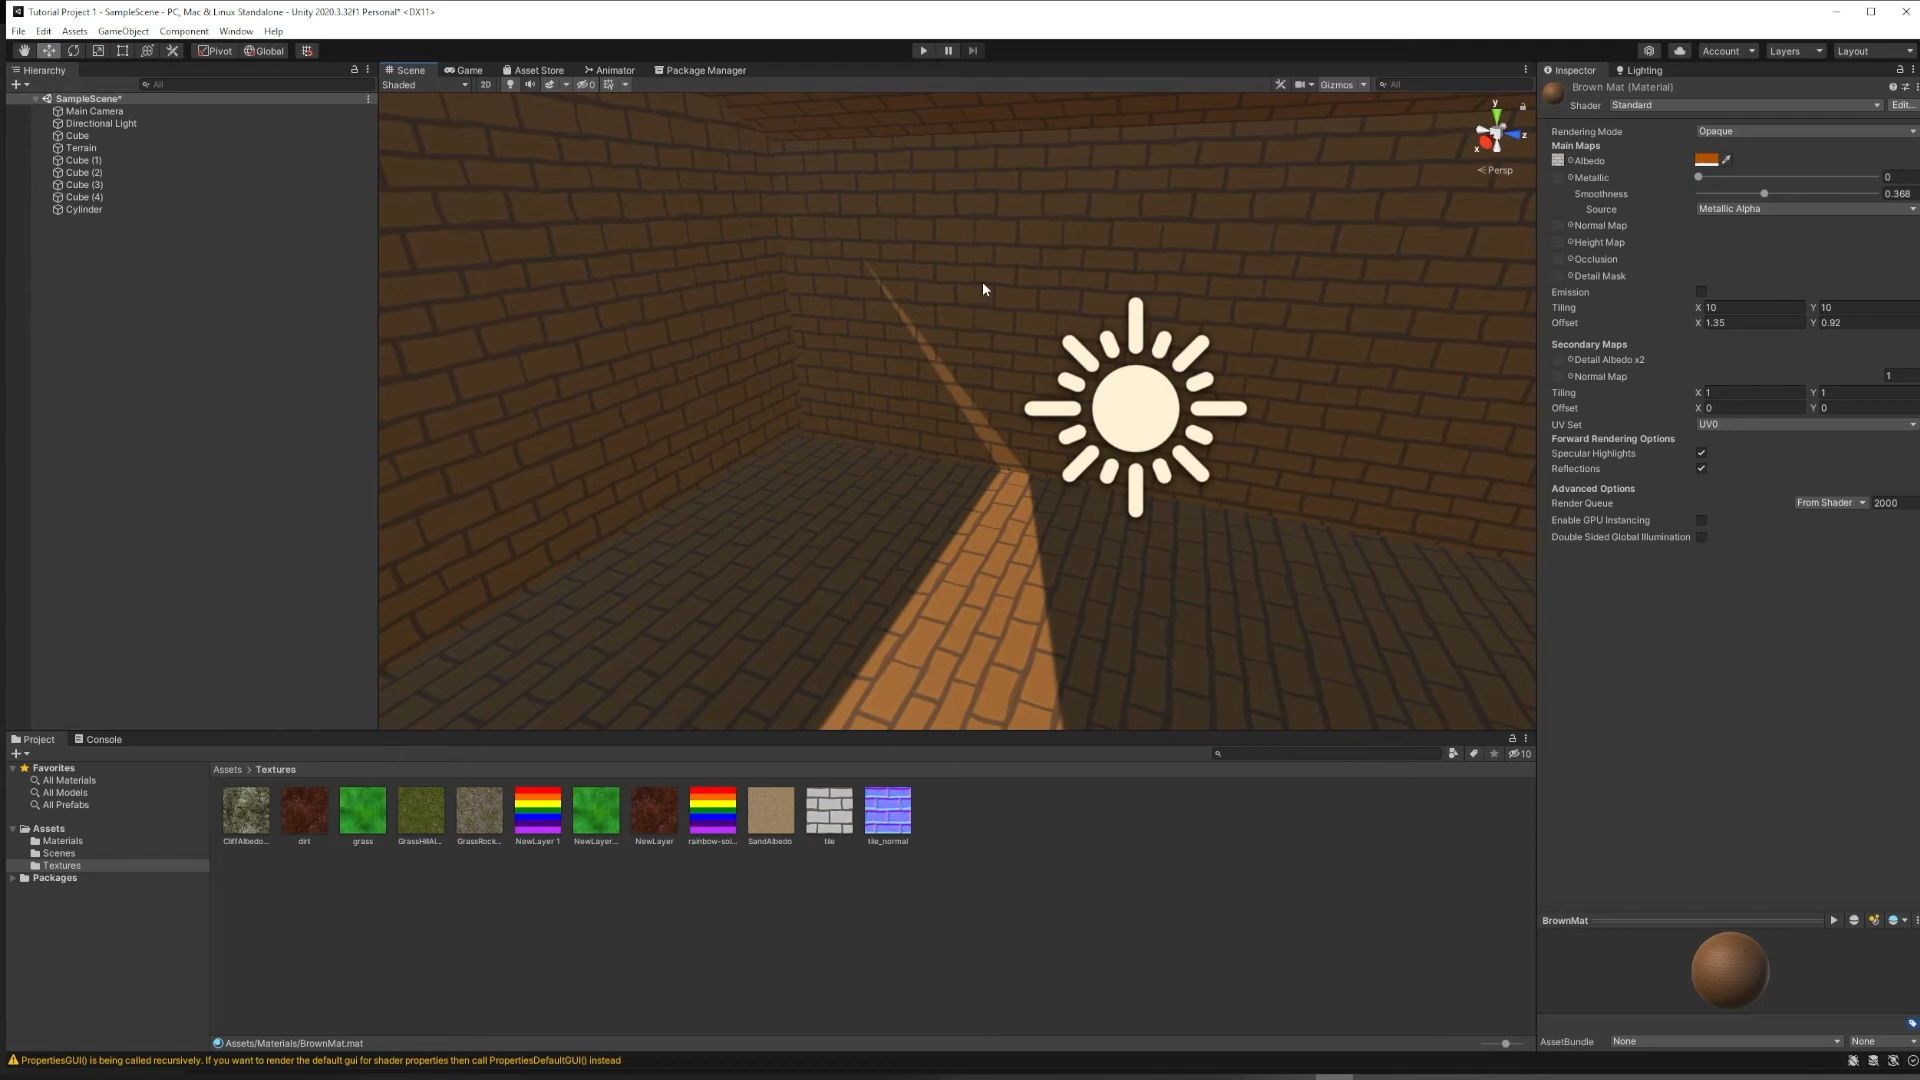 Tutorial Project 1 - SampleScene - PC, Mac & Linux Standalone - Unity 2020.3.32f1 Personal* <DX11>
File Edit Assets GameObject Component Window Help
Pivot Global Account Layers Layout
Hierarchy
All
SampleScene*
Main Camera
Directional Light
Cube
Terrain
Cube (1)
Cube (2)
Cube (3)
Cube (4)
Cylinder
Scene Game Asset Store Animator Package Manager
Shaded 2D 0 Gizmos All
y
z
x
Persp
Inspector Lighting
Brown Mat (Material)
Shader Standard Edit...
Rendering Mode Opaque
Main Maps
Albedo
Metallic 0
Smoothness 0.368
Source Metallic Alpha
Normal Map
Height Map
Occlusion
Detail Mask
Emission
Tiling X 10 Y 10
Offset X 1.35 Y 0.92
Secondary Maps
Detail Albedo x2
Normal Map 1
Tiling X 1 Y 1
Offset X 0 Y 0
UV Set UV0
Forward Rendering Options
Specular Highlights
Reflections
Advanced Options
Render Queue From Shader 2000
Enable GPU Instancing
Double Sided Global Illumination
Project Console
10
Favorites
All Materials
All Models
All Prefabs
Assets
Materials
Scenes
Textures
Packages
Assets > Textures
CliffAlbedo... dirt grass GrassHillAl... GrassRock... NewLayer 1 NewLayer... NewLayer rainbow-sol... SandAlbedo tile tile_normal
Assets/Materials/BrownMat.mat
BrownMat
AssetBundle None None
PropertiesGUI() is being called recursively. If you want to render the default gui for shader properties then call PropertiesDefaultGUI() instead